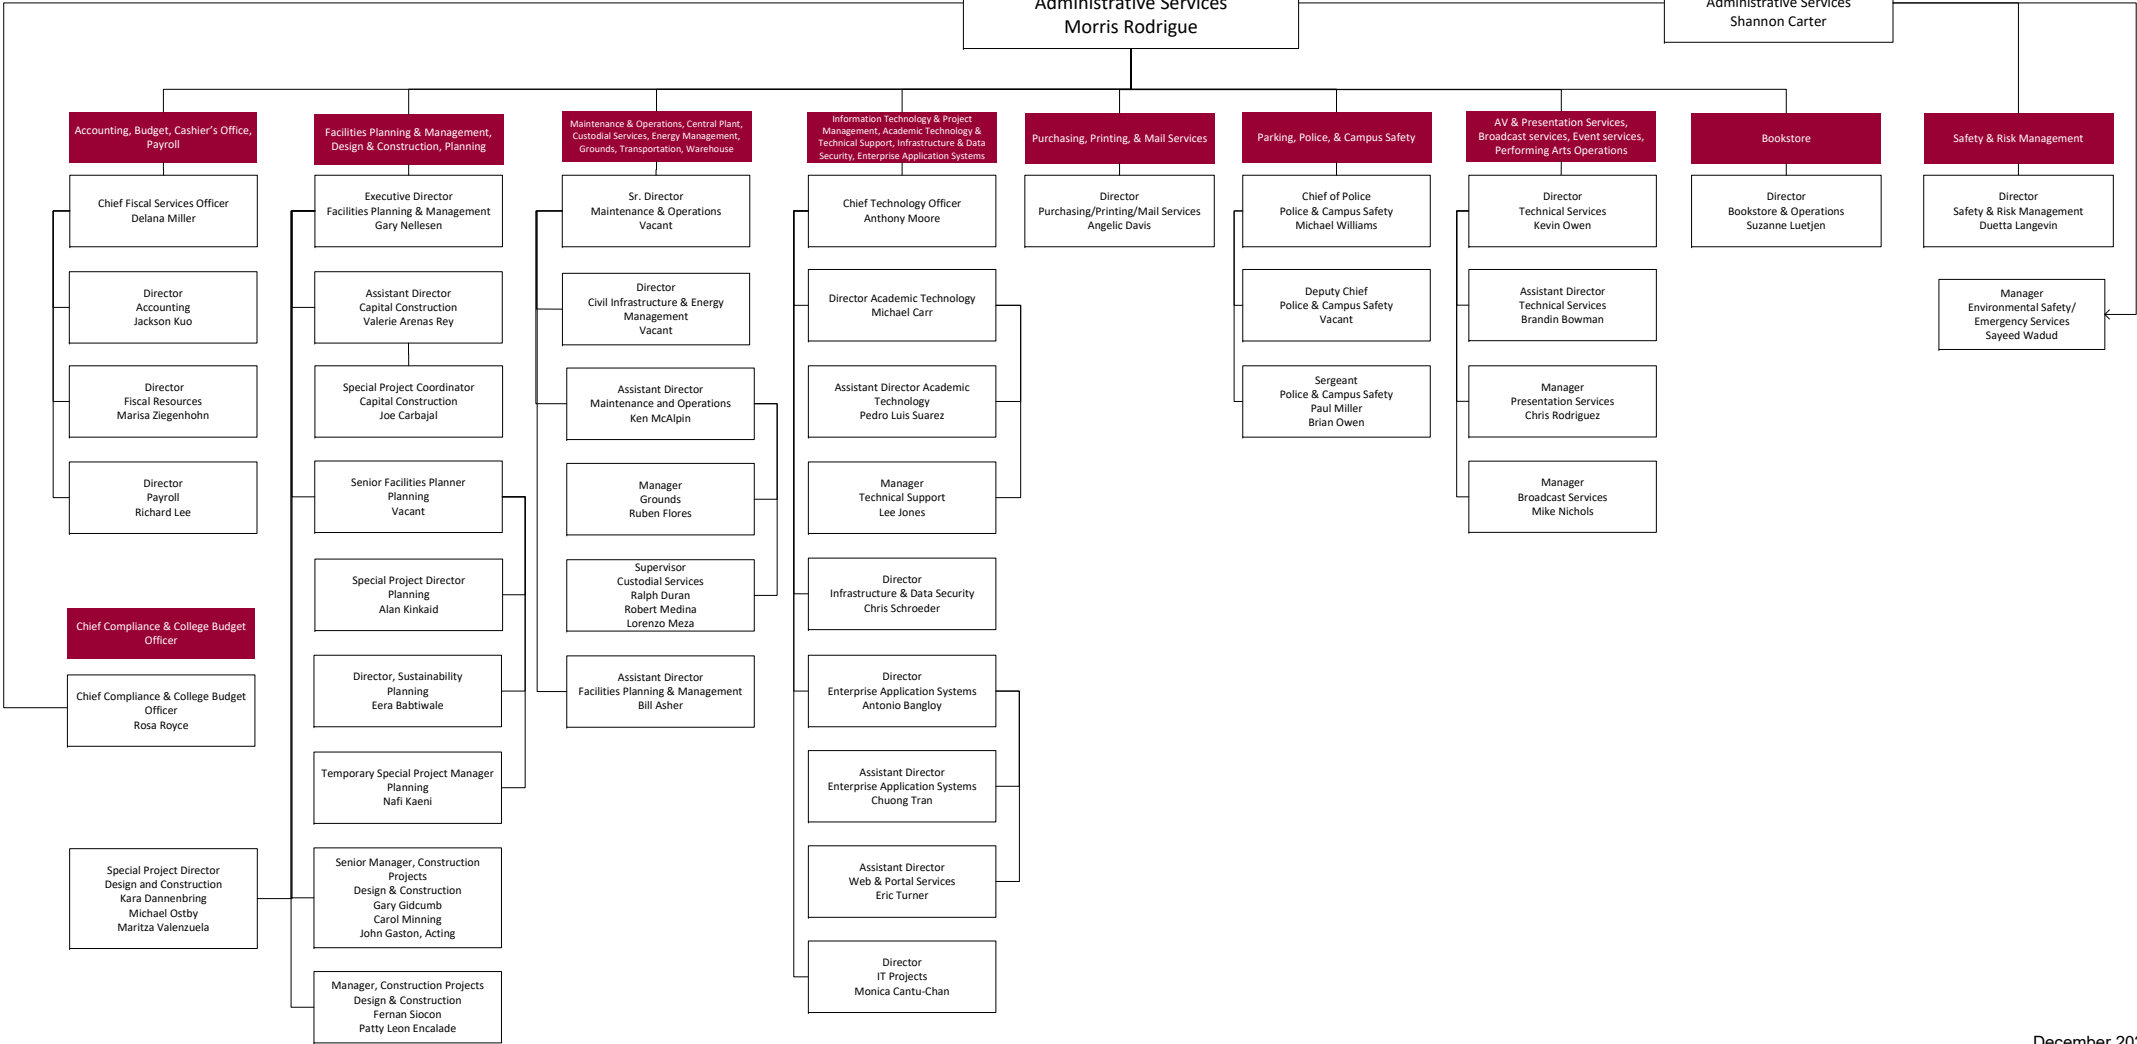 Administrative Services
Morris Rodrigue
Administrative Services
Shannon Carter
Accounting, Budget, Cashier's Office,
Payroll
Chief Fiscal Services Officer
Delana Miller
Director
Accounting
Jackson Kuo
Director
Fiscal Resources
Marisa Ziegenhohn
Director
Payroll
Richard Lee
Chief Compliance & College Budget
Officer
Chief Compliance & College Budget
Officer
Rosa Royce
Special Project Director
Design and Construction
Kara Dannenbring
Michael Ostby
Maritza Valenzuela
Facilities Planning & Management,
Design & Construction, Planning
Executive Director
Facilities Planning & Management
Gary Nellesen
Assistant Director
Capital Construction
Valerie Arenas Rey
Special Project Coordinator
Capital Construction
Joe Carbajal
Senior Facilities Planner
Planning
Vacant
Special Project Director
Planning
Alan Kinkaid
Director, Sustainability
Planning
Eera Babtiwale
Temporary Special Project Manager
Planning
Nafi Kaeni
Senior Manager, Construction
Projects
Design & Construction
Gary Gidcumb
Carol Minning
John Gaston, Acting
Manager, Construction Projects
Design & Construction
Fernan Siocon
Patty Leon Encalade
Maintenance & Operations, Central Plant,
Custodial Services, Energy Management,
Grounds, Transportation, Warehouse
Sr. Director
Maintenance & Operations
Vacant
Director
Civil Infrastructure & Energy
Management
Vacant
Assistant Director
Maintenance and Operations
Ken McAlpin
Manager
Grounds
Ruben Flores
Supervisor
Custodial Services
Ralph Duran
Robert Medina
Lorenzo Meza
Assistant Director
Facilities Planning & Management
Bill Asher
Information Technology & Project
Management, Academic Technology &
Technical Support, Infrastructure & Data
Security, Enterprise Application Systems
Chief Technology Officer
Anthony Moore
Director Academic Technology
Michael Carr
Assistant Director Academic
Technology
Pedro Luis Suarez
Manager
Technical Support
Lee Jones
Director
Infrastructure & Data Security
Chris Schroeder
Director
Enterprise Application Systems
Antonio Bangloy
Assistant Director
Enterprise Application Systems
Chuong Tran
Assistant Director
Web & Portal Services
Eric Turner
Director
IT Projects
Monica Cantu-Chan
Purchasing, Printing, & Mail Services
Director
Purchasing/Printing/Mail Services
Angelic Davis
Parking, Police, & Campus Safety
Chief of Police
Police & Campus Safety
Michael Williams
Deputy Chief
Police & Campus Safety
Vacant
Sergeant
Police & Campus Safety
Paul Miller
Brian Owen
AV & Presentation Services,
Broadcast services, Event services,
Performing Arts Operations
Director
Technical Services
Kevin Owen
Assistant Director
Technical Services
Brandin Bowman
Manager
Presentation Services
Chris Rodriguez
Manager
Broadcast Services
Mike Nichols
Bookstore
Director
Bookstore & Operations
Suzanne Luetjen
Safety & Risk Management
Director
Safety & Risk Management
Duetta Langevin
Manager
Environmental Safety/
Emergency Services
Sayeed Wadud
December